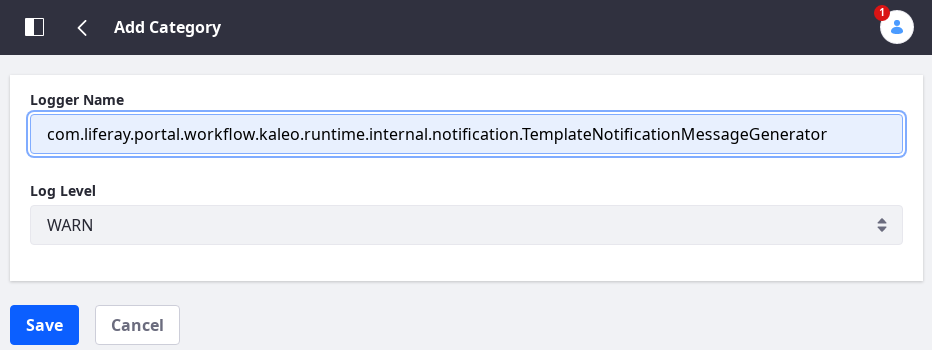 Add Category
1
Logger Name
com.liferay.portal.workflow.kaleo.runtime.internal.notification.TemplateNotificationMessageGenerator
Log Level
WARN
Save Cancel